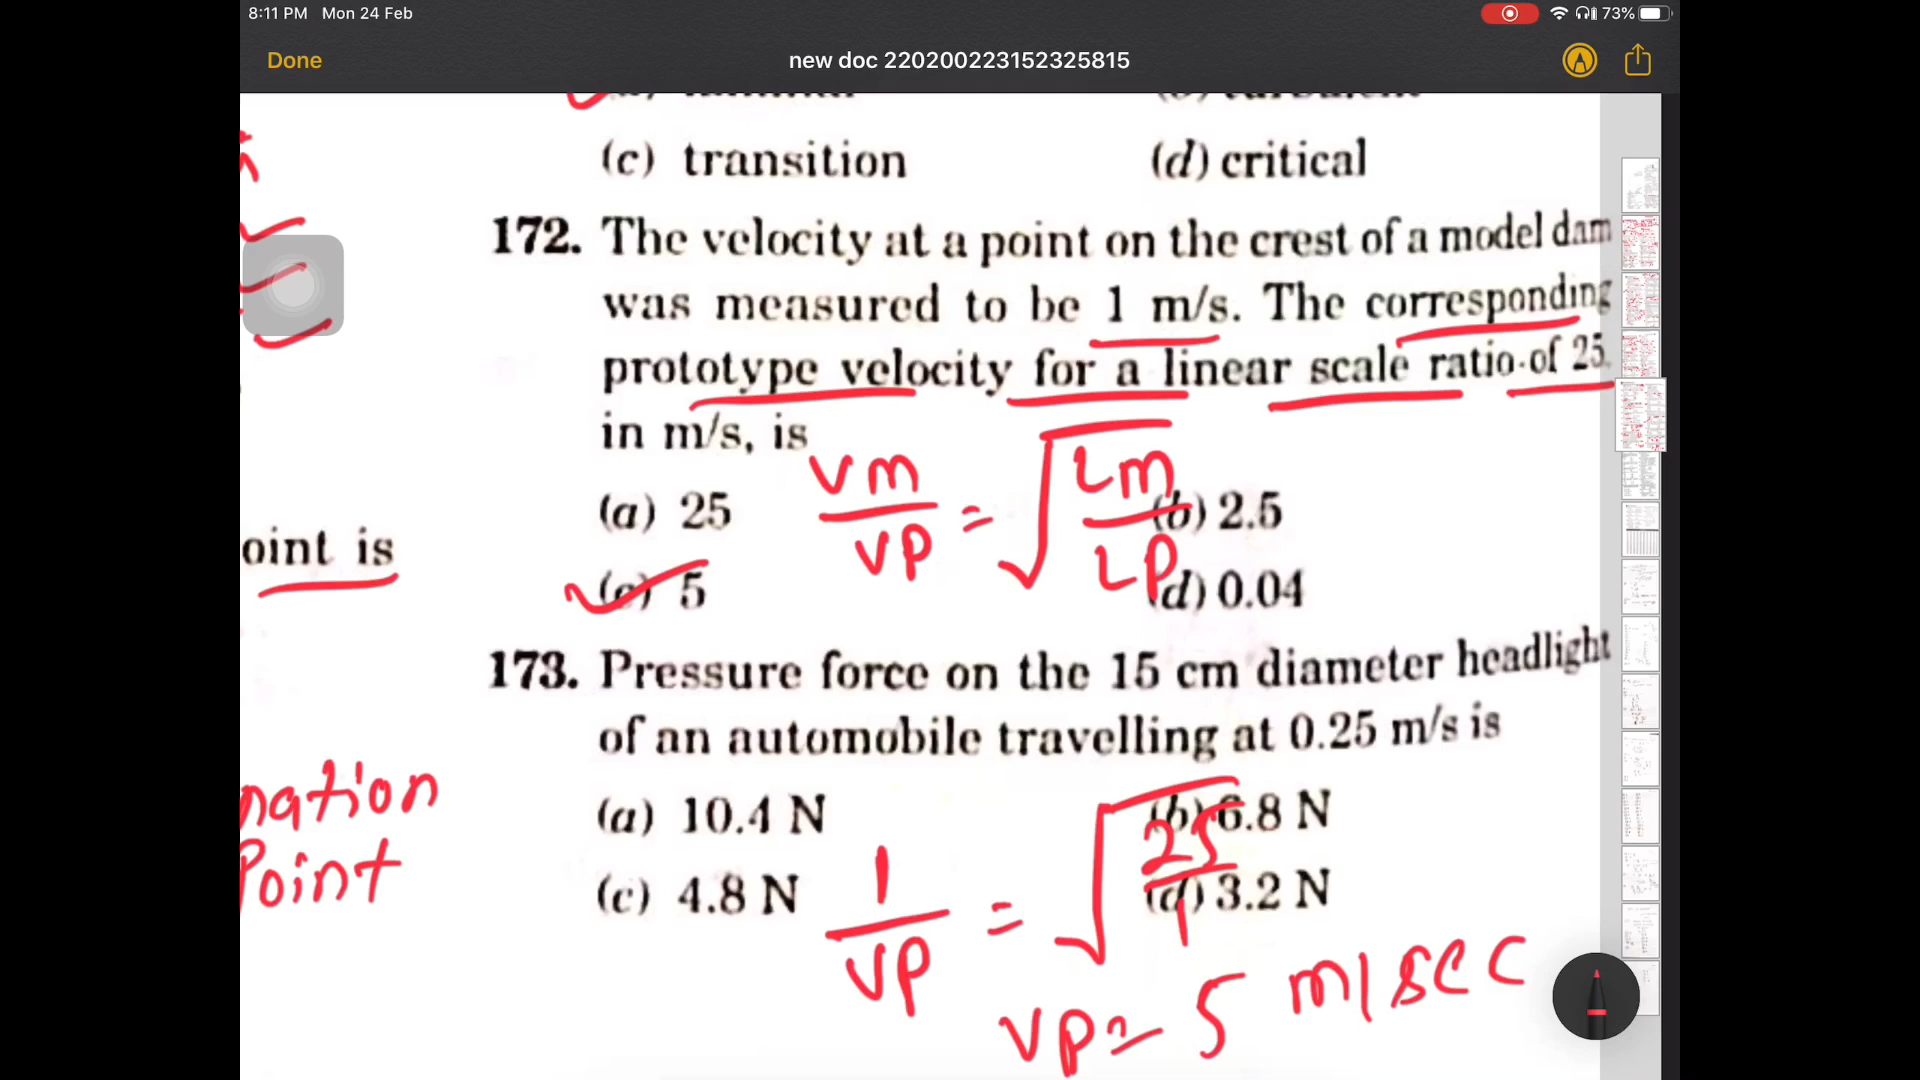 8:11 PM Mon 24 Feb
73%
Done
new doc 220200223152325815
(c) transition
(d) critical
172. The velocity at a point on the crest of a model dam
was measured to be 1 m/s. The corresponding
prototype velocity for a linear scale ratio of 25
in m/s, is
Vm
VP
=
Lm
LP
(a) 25
(b) 2.5
(c) 5
(d) 0.04
oint is
173. Pressure force on the 15 cm diameter headlight
of an automobile travelling at 0.25 m/s is
(a) 10.4 N
(b) 6.8 N
(c) 4.8 N
(d) 3.2 N
nation
Point
1
VP
=
25
1
VP = 5 m/sec